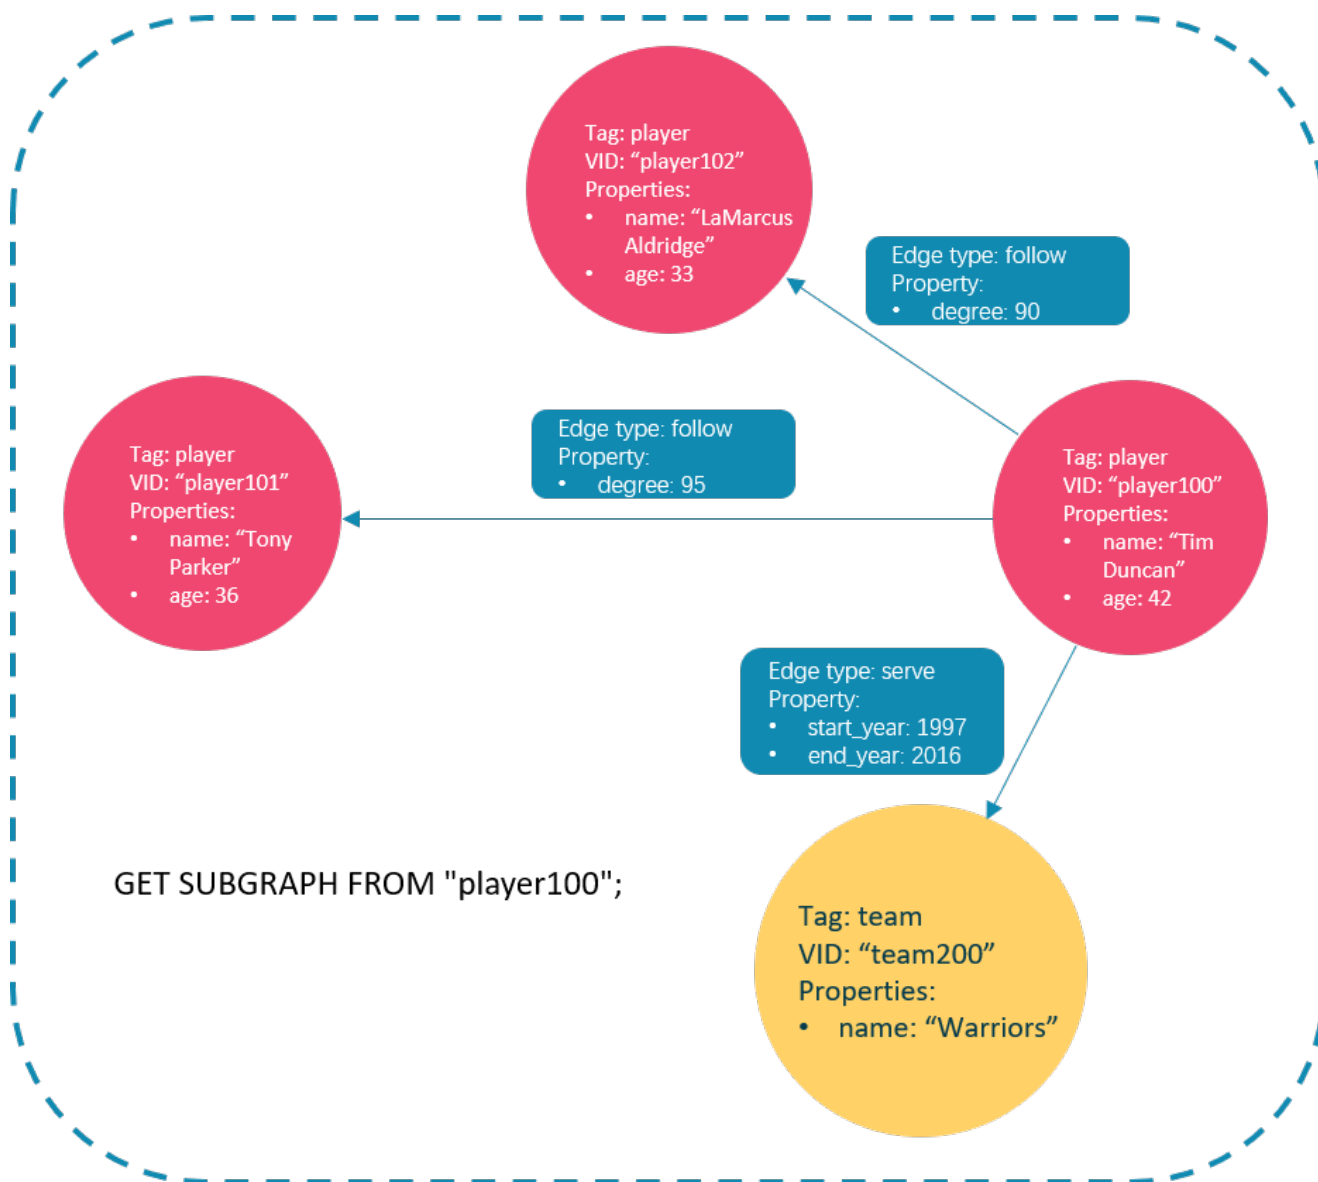 Tag: player
VID: “player102”
Properties:
• name: “LaMarcus
Aldridge”
• age: 33
Edge type: follow
Property:
• degree: 90
Edge type: follow
Property:
• degree: 95
Tag: player
VID: “player101”
Properties:
• name: “Tony
Parker”
• age: 36
Tag: player
VID: “player100”
Properties:
• name: “Tim
Duncan”
• age: 42
Edge type: serve
Property:
• start_year: 1997
• end_year: 2016
GET SUBGRAPH FROM "player100";
Tag: team
VID: “team200”
Properties:
• name: “Warriors”